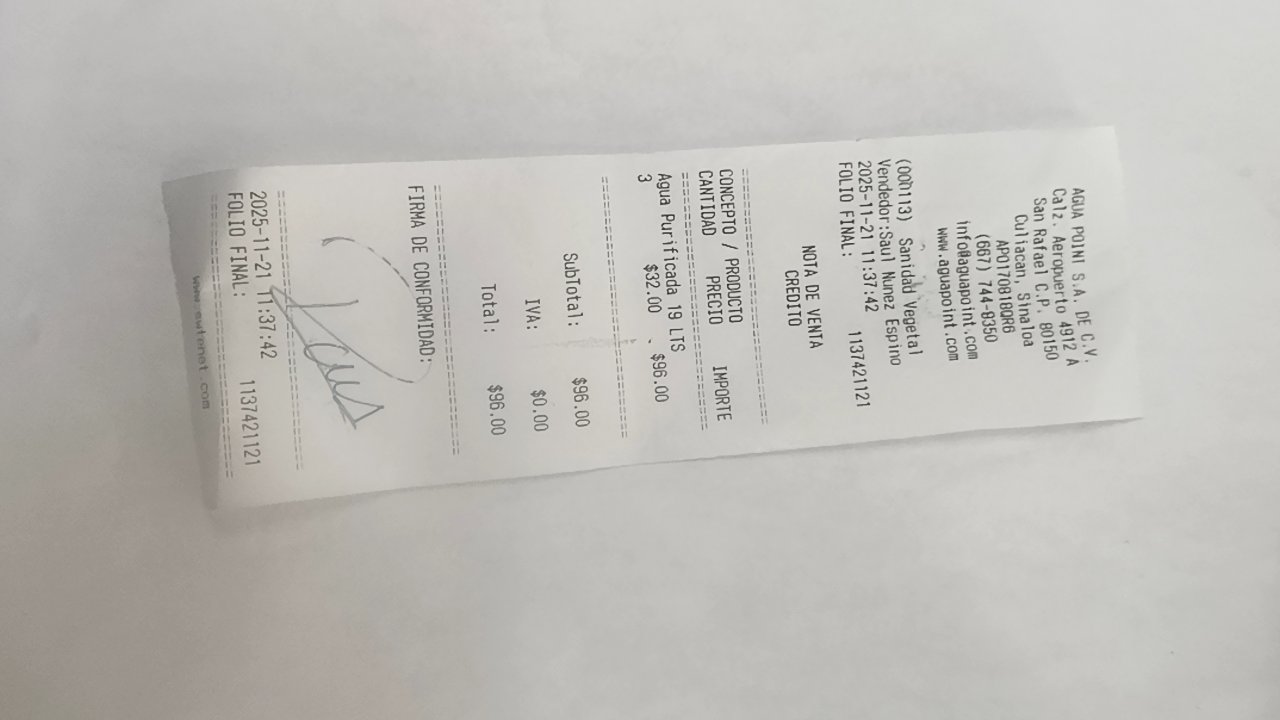 AGUA POINT S.A. DE C.V.
Calz. Aeropuerto 4912 A
San Rafael C.P. 80150
Culiacan, Sinaloa
APO170818QR6
(667) 744-8350
info@aguapoint.com
www.aguapoint.com
(00h113) Sanidad Vegetal
Vendedor:Saul Nunez Espino
2025-11-21 11:37:42
FOLIO FINAL: 1137421121
NOTA DE VENTA
CREDITO
CONCEPTO / PRODUCTO
CANTIDAD PRECIO IMPORTE
Agua Purificada 19 LTS
3 $32.00 $96.00
SubTotal: $96.00
IVA: $0.00
Total: $96.00
FIRMA DE CONFORMIDAD:
2025-11-21 11:37:42
FOLIO FINAL: 1137421121